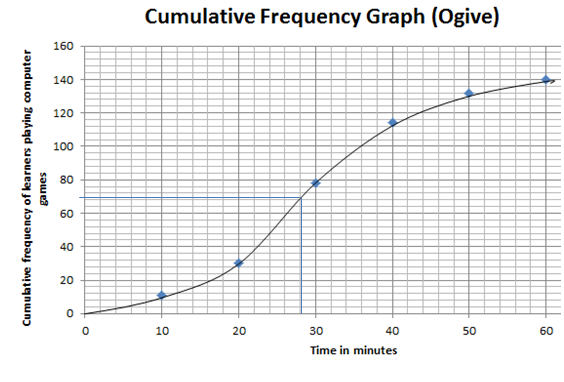 Cumulative Frequency Graph (Ogive)
Cumulative frequency of learners playing computer
games
160
140
120
100
80
60
40
20
0
0 10 20 30 40 50 60
Time in minutes